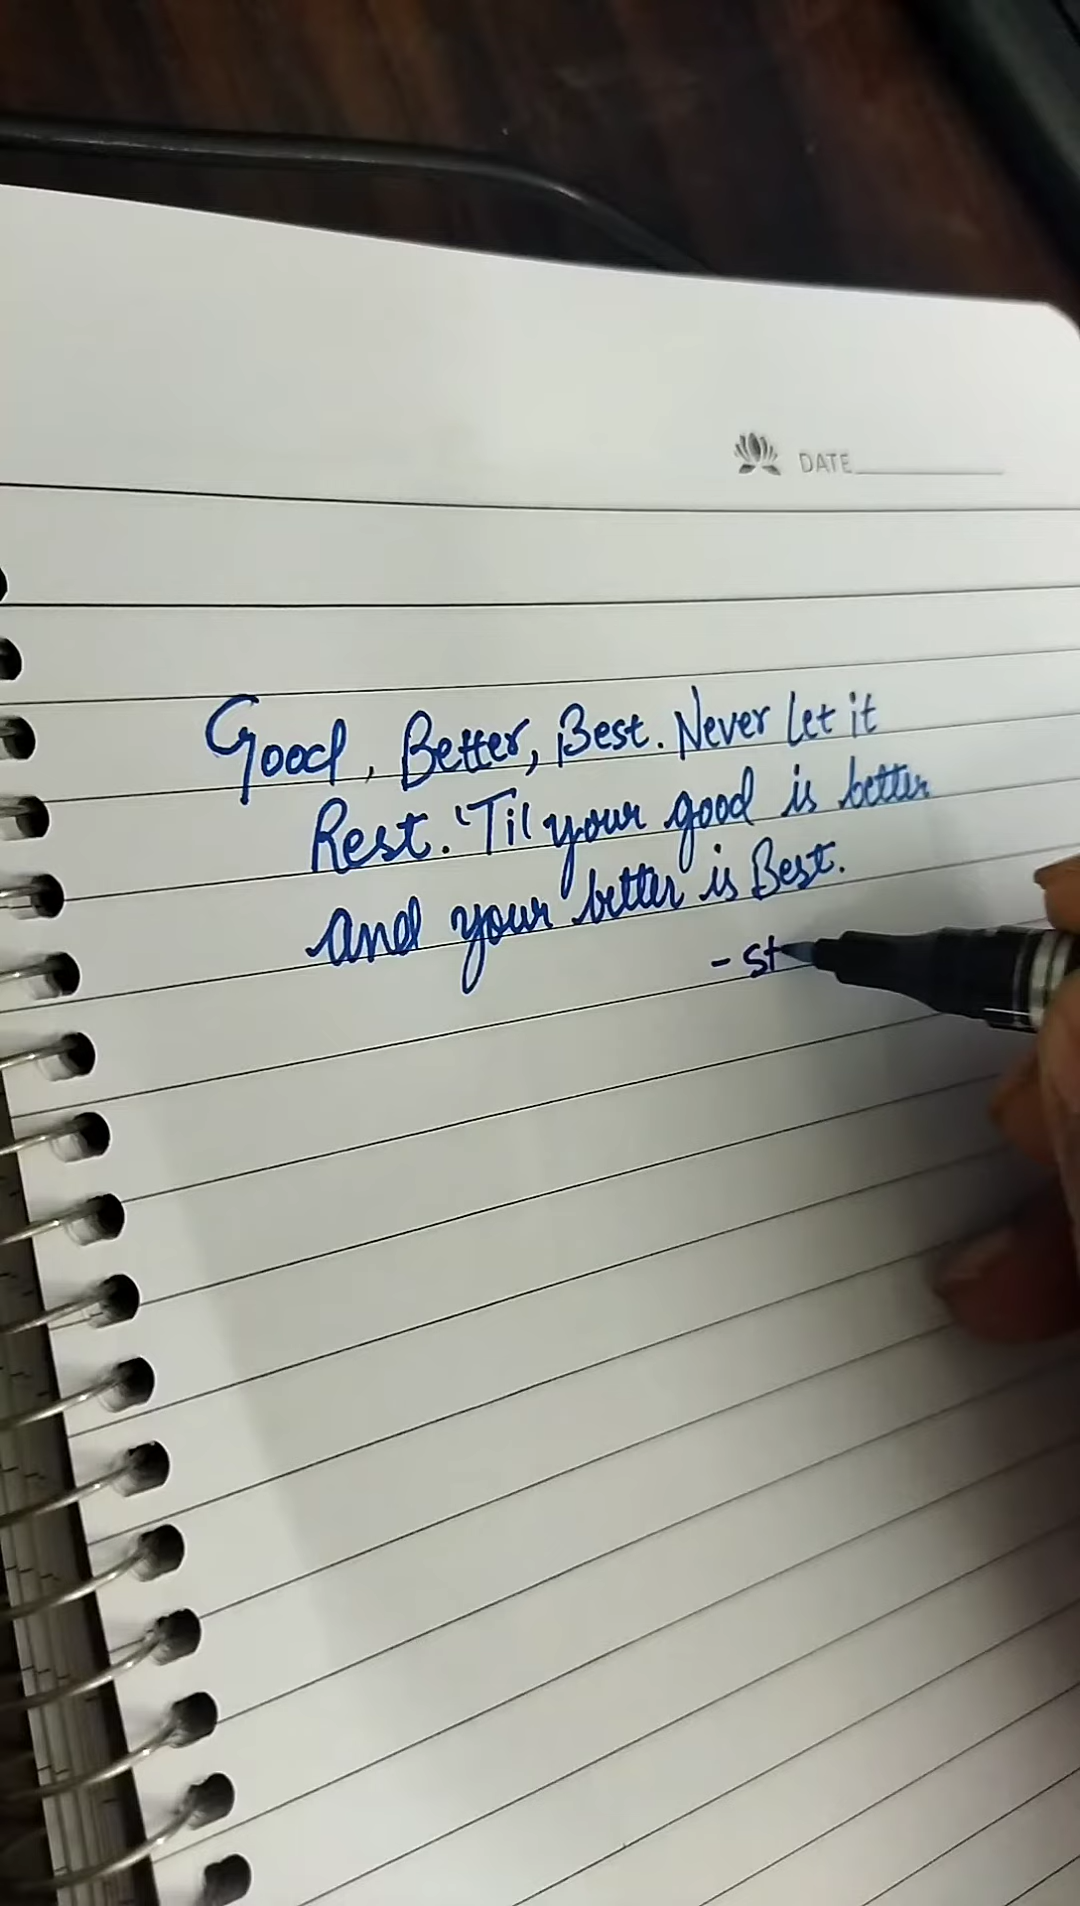 DATE
Good, Better, Best. Never let it
Rest. 'Til your good is better
and your better is Best.
- St